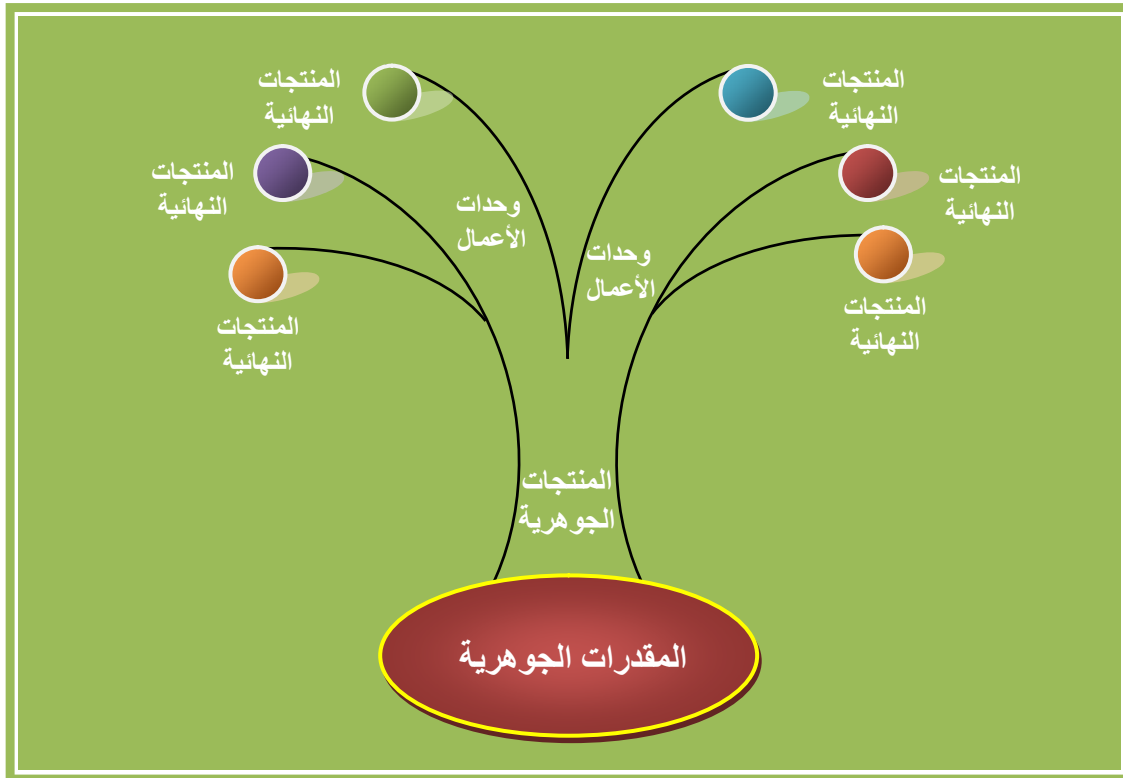 المنتجات
النهائية
المنتجات
النهائية
المنتجات
النهائية
المنتجات
النهائية
المنتجات
النهائية
المنتجات
النهائية
وحدات
الأعمال
وحدات
الأعمال
المنتجات
الجوهرية
المقدرات الجوهرية